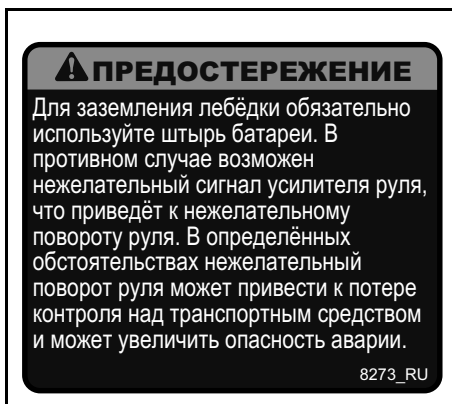 ПРЕДОСТЕРЕЖЕНИЕ
Для заземления лебёдки обязательно
используйте штырь батареи. В
противном случае возможен
нежелательный сигнал усилителя руля,
что приведёт к нежелательному
повороту руля. В определённых
обстоятельствах нежелательный
поворот руля может привести к потере
контроля над транспортным средством
и может увеличить опасность аварии.
8273_RU